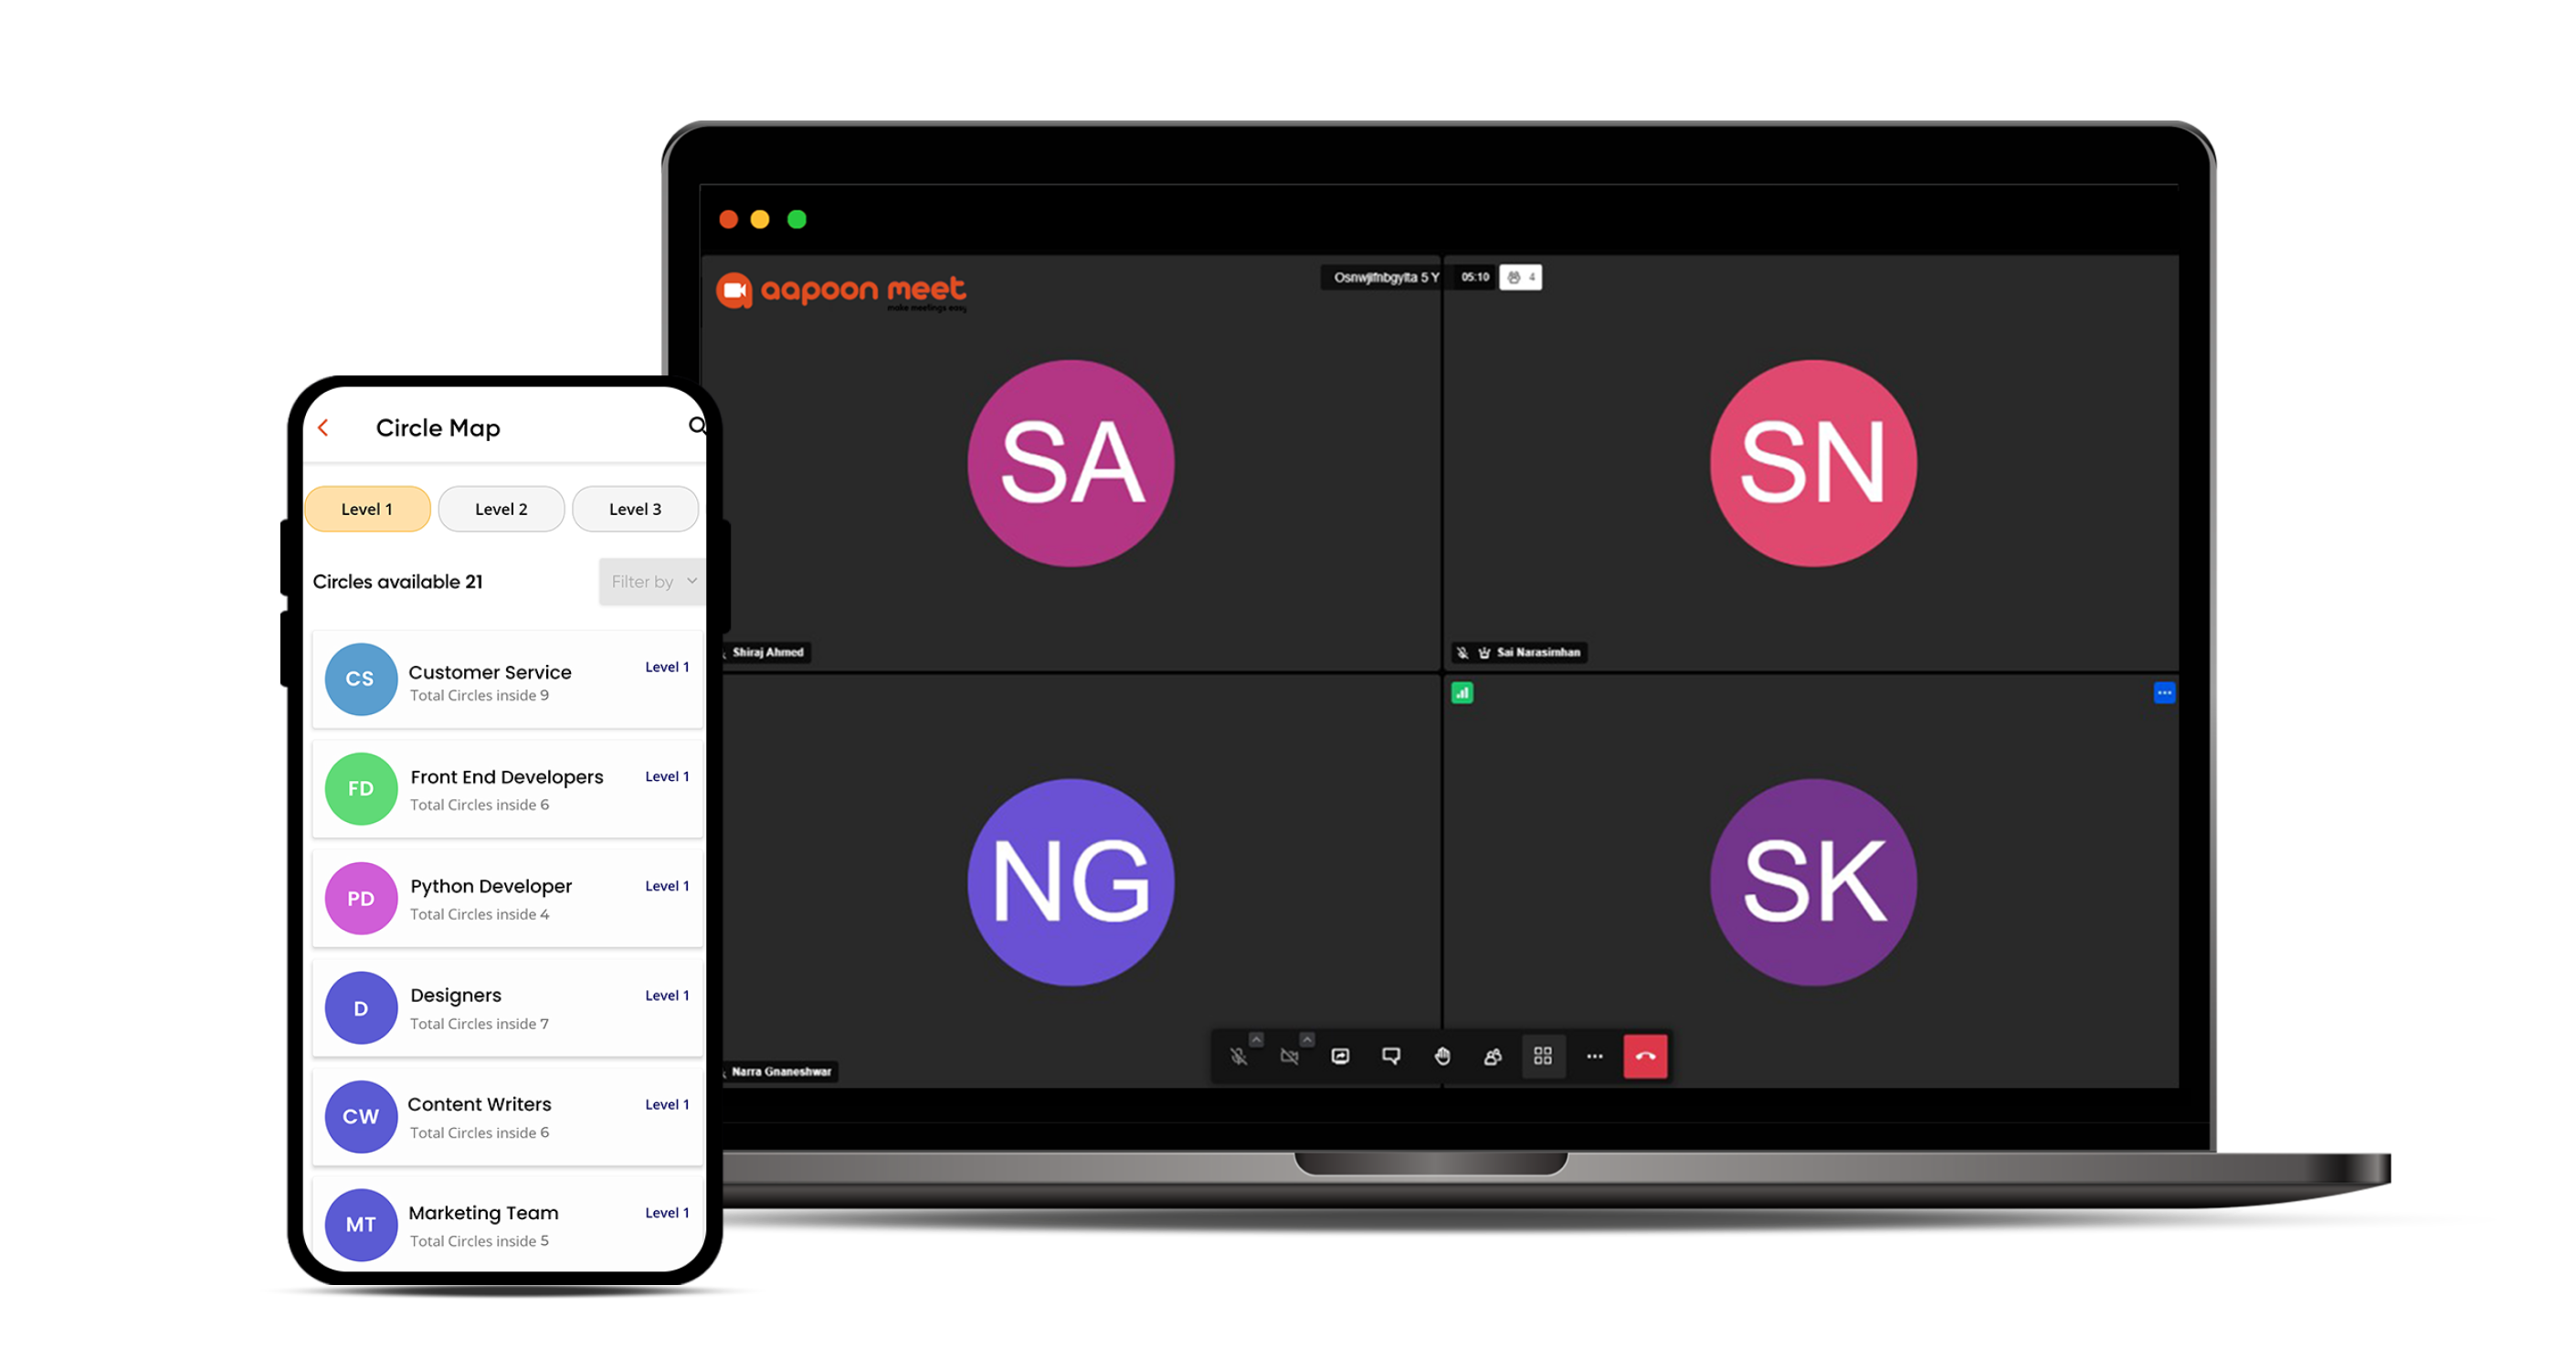 Circle Map
Level 1 Level 2 Level 3
Circles available 21
Filter by
CS
Customer Service
Level 1
Total Circles inside 9
FD
Front End Developers
Level 1
Total Circles inside 6
PD
Python Developer
Level 1
Total Circles inside 4
D
Designers
Level 1
Total Circles inside 7
CW
Content Writers
Level 1
Total Circles inside 6
MT
Marketing Team
Level 1
Total Circles inside 5
aapoon meet
make meetings easy
5 Y
05:10
4
SA
Shiraj Ahmed
SN
Sai Narasimhan
NG
Narra Gnaneshwar
SK